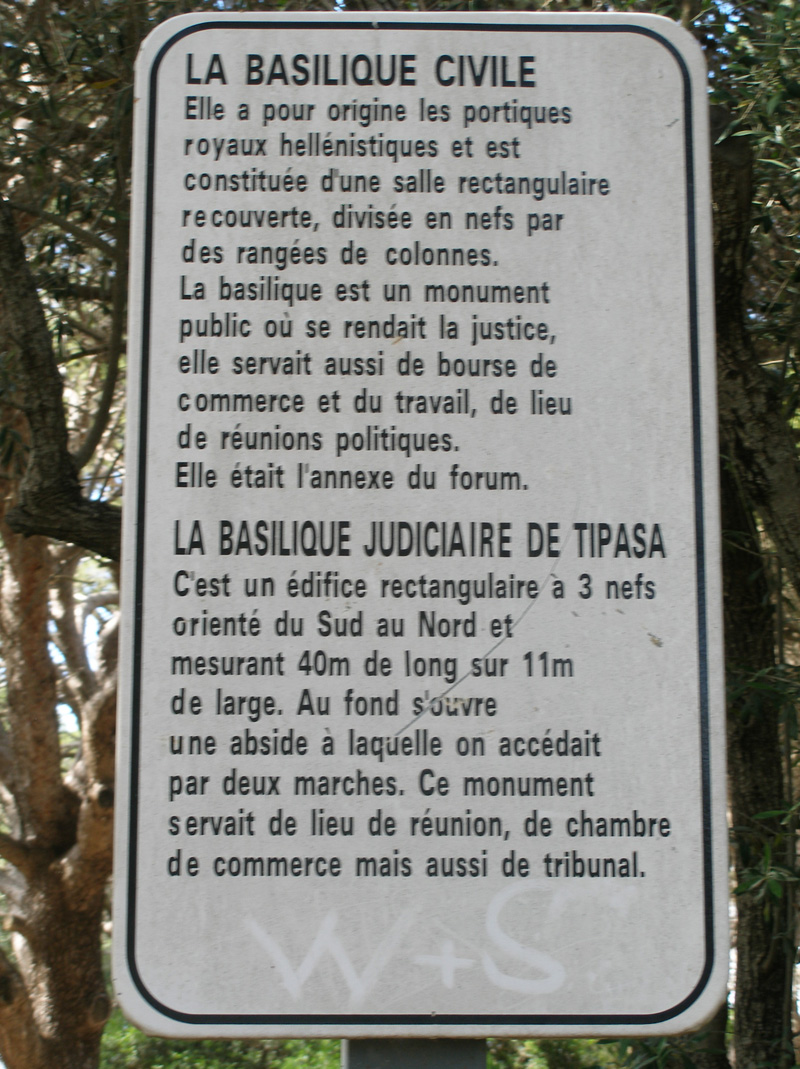 LA BASILIQUE CIVILE
Elle a pour origine les portiques
royaux hellénistiques et est
constituée d'une salle rectangulaire
recouverte, divisée en nefs par
des rangées de colonnes.
La basilique est un monument
public où se rendait la justice,
elle servait aussi de bourse de
commerce et du travail, de lieu
de réunions politiques.
Elle était l'annexe du forum.
LA BASILIQUE JUDICIAIRE DE TIPASA
C'est un édifice rectangulaire à 3 nefs
orienté du Sud au Nord et
mesurant 40m de long sur 11m
de large. Au fond s'ouvre
une abside à laquelle on accédait
par deux marches. Ce monument
servait de lieu de réunion, de chambre
de commerce mais aussi de tribunal.
W+S